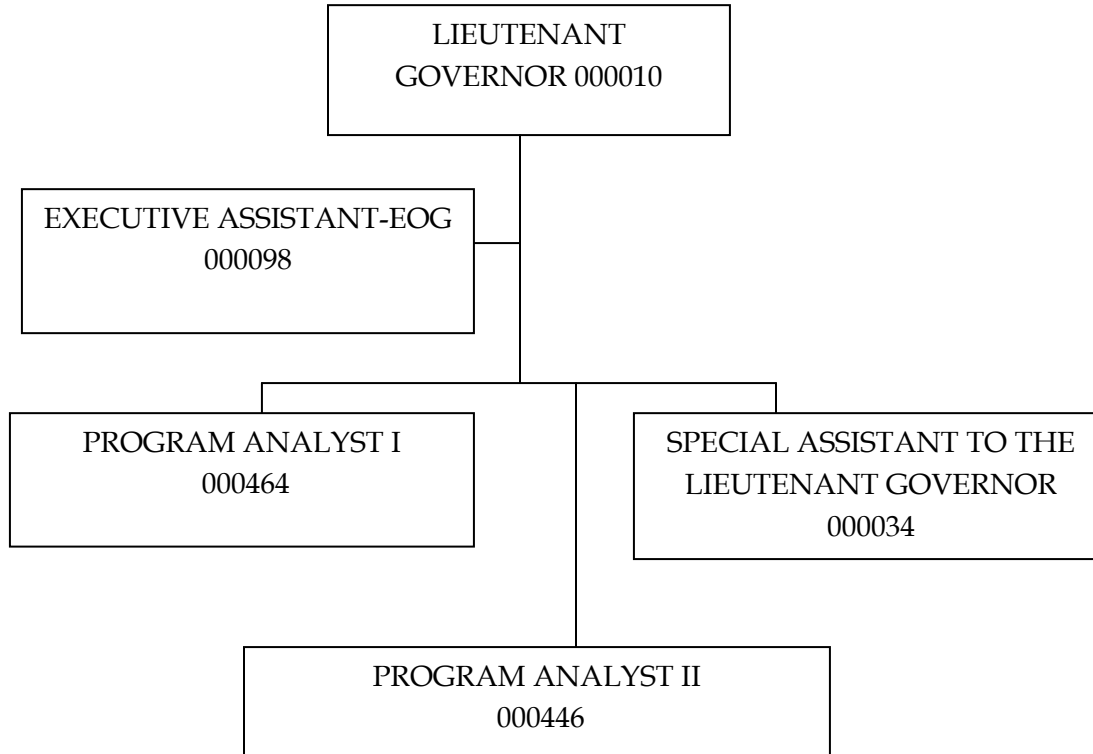 LIEUTENANT
GOVERNOR 000010
EXECUTIVE ASSISTANT-EOG
000098
PROGRAM ANALYST I
000464
SPECIAL ASSISTANT TO THE
LIEUTENANT GOVERNOR
000034
PROGRAM ANALYST II
000446